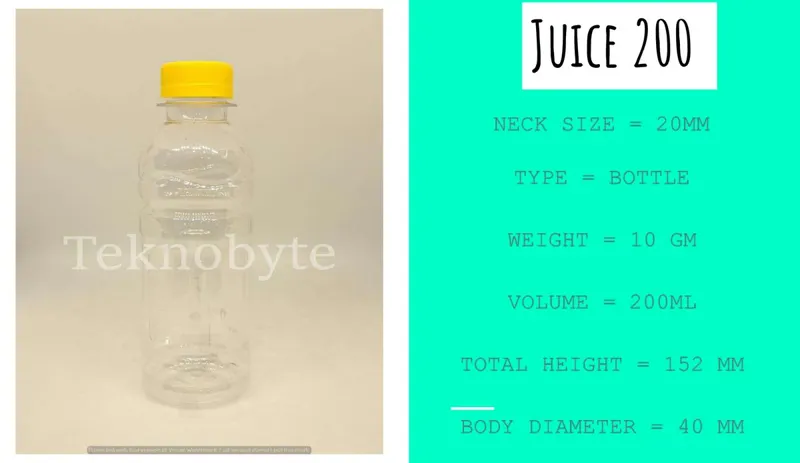 Teknobyte
JUICE 200
NECK SIZE = 20MM
TYPE = BOTTLE
WEIGHT = 10 GM
VOLUME = 200ML
TOTAL HEIGHT = 152 MM
BODY DIAMETER = 40 MM